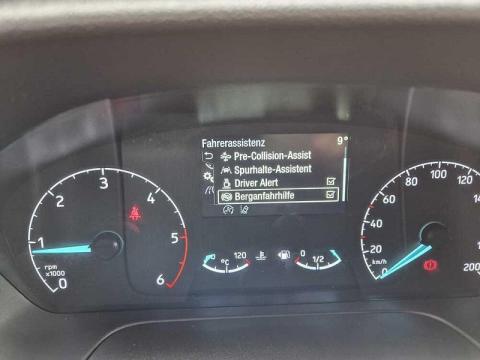 Fahrerassistenz 9°
Pre-Collision-Assist
Spurhalte-Assistent
Driver Alert
Berganfahrhilfe
0 1 2 3 4 5 6
rpm
x1000
120
°C
0 1/2
0 20 40 60 80 100 120 200
km/h